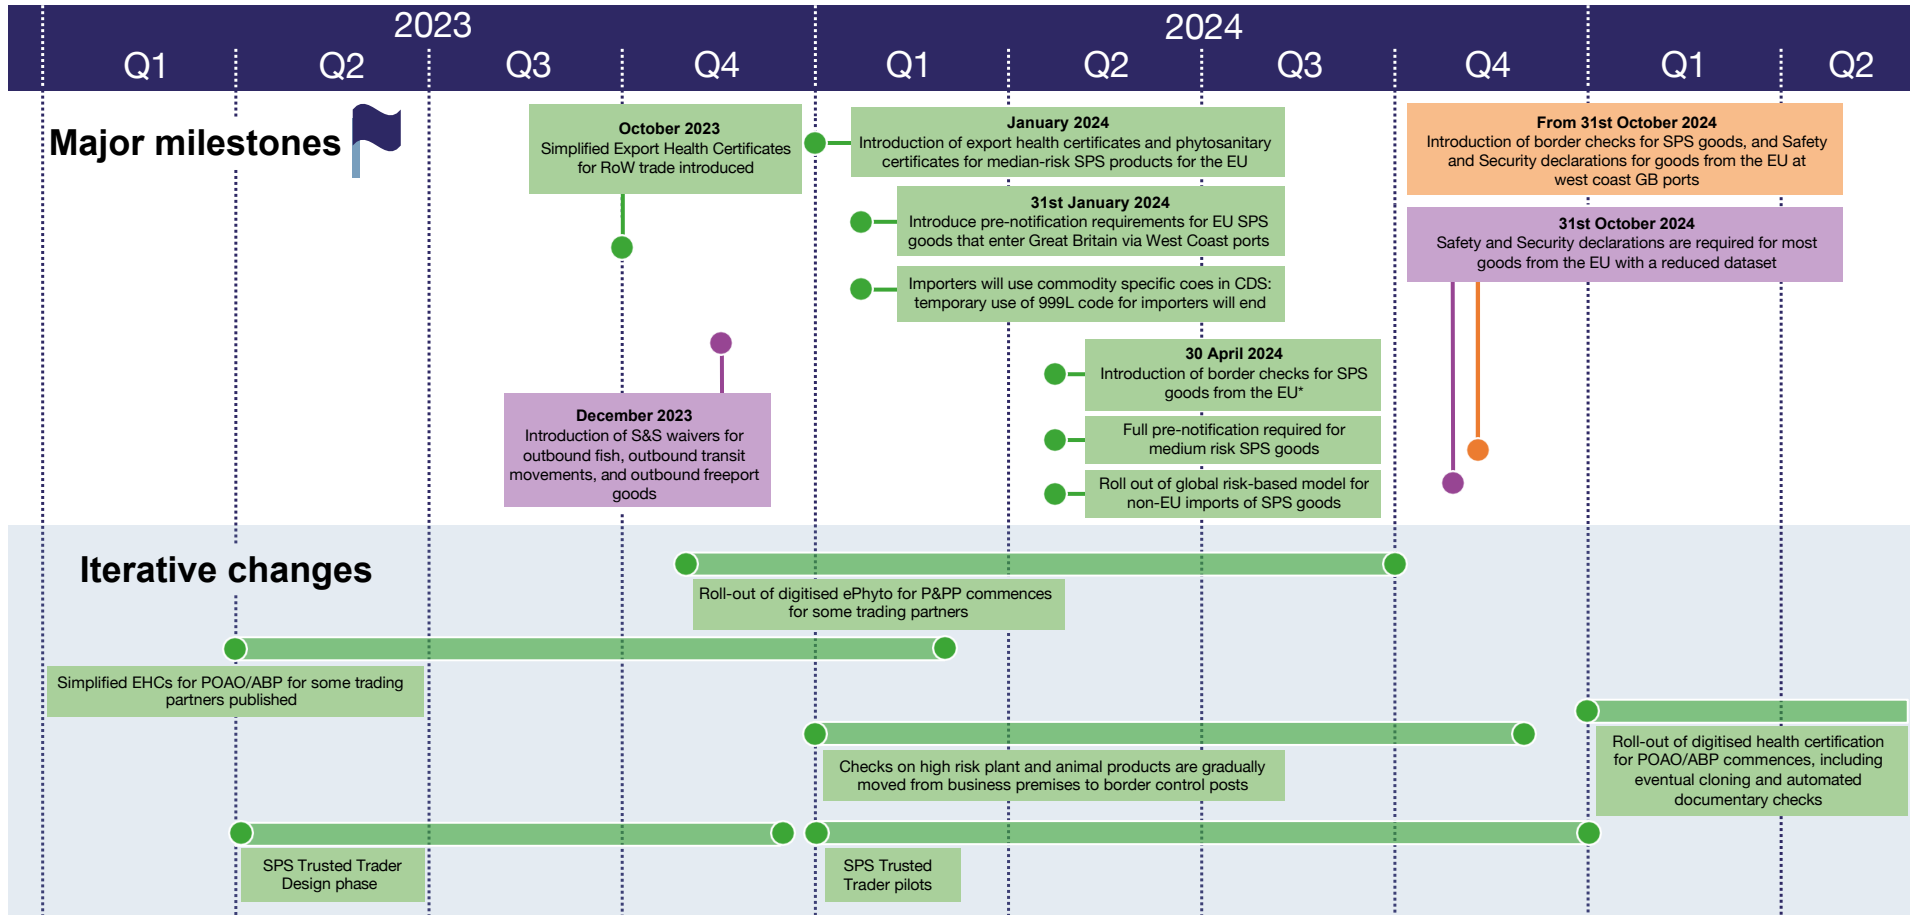 2023
2024
Q1
Q2
Q3
Q4
Q1
Q2
Q3
Q4
Q1
Q2
Major milestones
October 2023
Simplified Export Health Certificates
for RoW trade introduced
December 2023
Introduction of S&S waivers for
outbound fish, outbound transit
movements, and outbound freeport
goods
January 2024
Introduction of export health certificates and phytosanitary
certificates for median-risk SPS products for the EU
31st January 2024
Introduce pre-notification requirements for EU SPS
goods that enter Great Britain via West Coast ports
Importers will use commodity specific coes in CDS:
temporary use of 999L code for importers will end
30 April 2024
Introduction of border checks for SPS
goods from the EU*
Full pre-notification required for
medium risk SPS goods
Roll out of global risk-based model for
non-EU imports of SPS goods
From 31st October 2024
Introduction of border checks for SPS goods, and Safety
and Security declarations for goods from the EU at
west coast GB ports
31st October 2024
Safety and Security declarations are required for most
goods from the EU with a reduced dataset
Iterative changes
Roll-out of digitised ePhyto for P&PP commences
for some trading partners
Simplified EHCs for POAO/ABP for some trading
partners published
Checks on high risk plant and animal products are gradually
moved from business premises to border control posts
Roll-out of digitised health certification
for POAO/ABP commences, including
eventual cloning and automated
documentary checks
SPS Trusted Trader
Design phase
SPS Trusted
Trader pilots